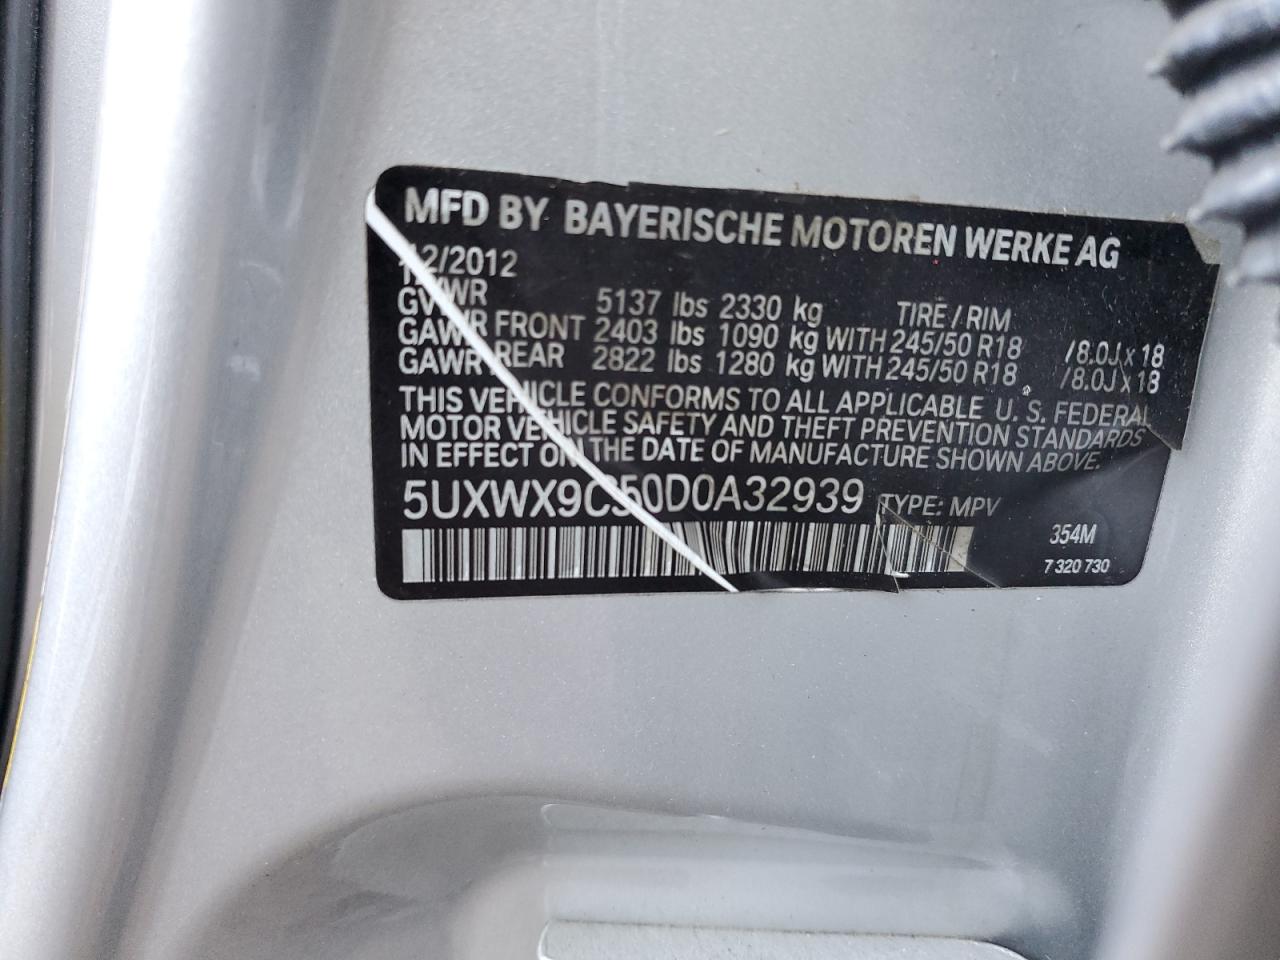 MFD BY BAYERISCHE MOTOREN WERKE AG
12/2012
GVWR 5137 lbs 2330 kg TIRE / RIM
GAWR FRONT 2403 lbs 1090 kg WITH 245/50 R18 /8.0J x 18
GAWR REAR 2822 lbs 1280 kg WITH 245/50 R18 /8.0J x 18
THIS VEHICLE CONFORMS TO ALL APPLICABLE U. S. FEDERAL
MOTOR VEHICLE SAFETY AND THEFT PREVENTION STANDARDS
IN EFFECT ON THE DATE OF MANUFACTURE SHOWN ABOVE.
5UXWX9C50D0A32939 TYPE: MPV
354M
7 320 730